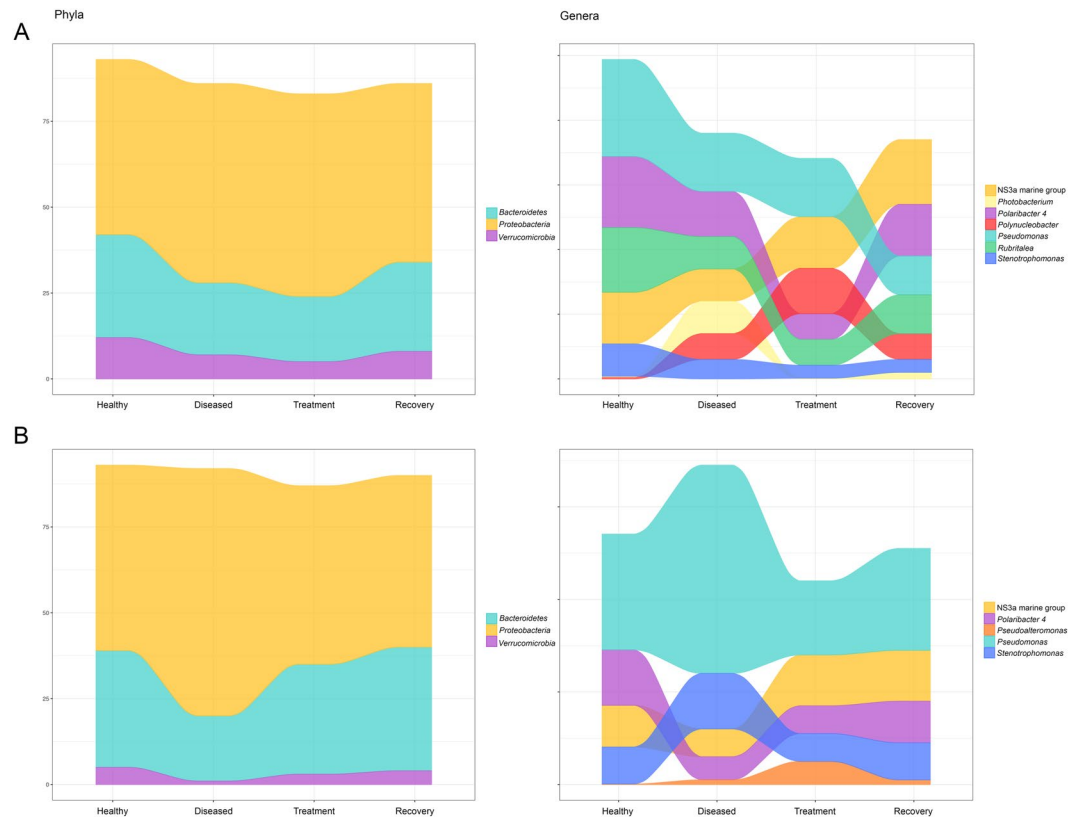 Phyla
Genera
A
75
50
25
0
Healthy
Diseased
Treatment
Recovery
Bacteroidetes
Proteobacteria
Verrucomicrobia
Healthy
Diseased
Treatment
Recovery
NS3a marine group
Photobacterium
Polaribacter 4
Polynucleobacter
Pseudomonas
Rubritalea
Stenotrophomonas
B
75
50
25
0
Healthy
Diseased
Treatment
Recovery
Bacteroidetes
Proteobacteria
Verrucomicrobia
Healthy
Diseased
Treatment
Recovery
NS3a marine group
Polaribacter 4
Pseudoalteromonas
Pseudomonas
Stenotrophomonas